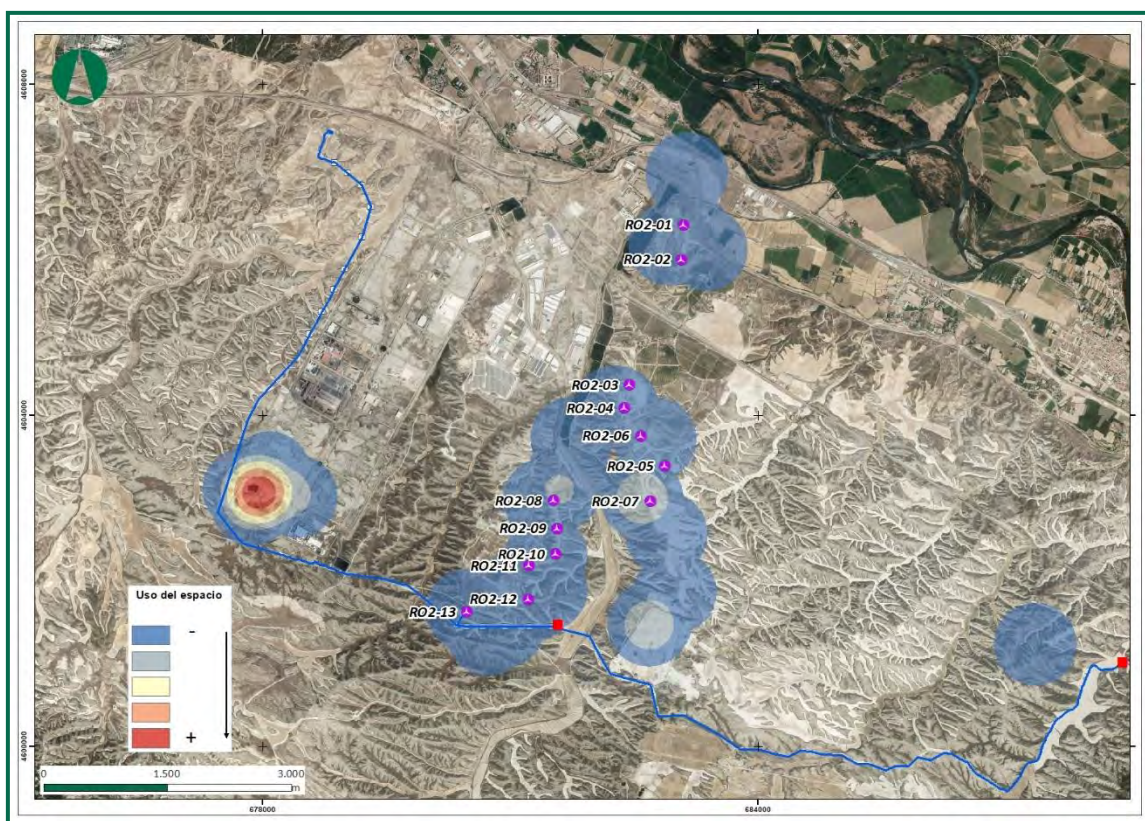 4608000
RO2-01
RO2-02
RO2-03
4604000
RO2-04
RO2-06
RO2-05
RO2-08
RO2-07
RO2-09
RO2-10
RO2-11
RO2-12
RO2-13
Uso del espacio
-
+
4600000
0 1.500 3.000
m
678000 684000